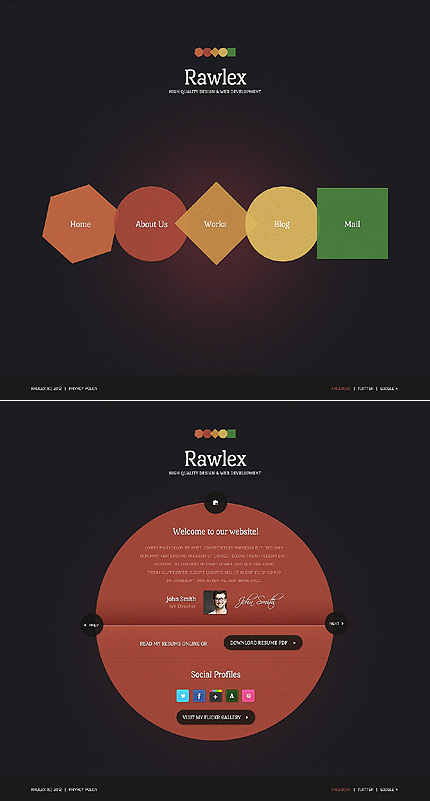 Rawlex
HIGH QUALITY DESIGN & WEB DEVELOPMENT
Home
About Us
Works
Blog
Mail
RAWLEX (C) 2012 | PRIVACY POLICY
FACEBOOK | TWITTER | GOOGLE +
Rawlex
HIGH QUALITY DESIGN & WEB DEVELOPMENT
Welcome to our website!
John Smith
Art Director
John Smith
PREV
NEXT
READ MY RESUME ONLINE OR
DOWNLOAD RESUME PDF
Social Profiles
VISIT MY FLICKR GALLERY
RAWLEX (C) 2012 | PRIVACY POLICY
FACEBOOK | TWITTER | GOOGLE +